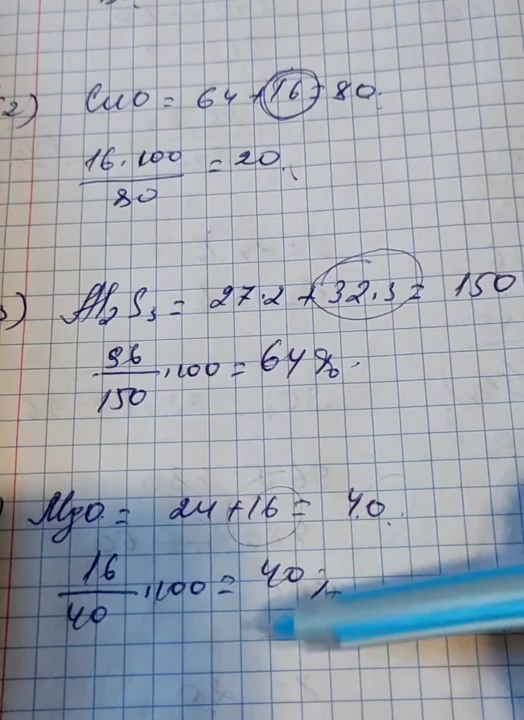 2) CuO = 64 + 16 = 80.
16·100 / 80 = 20.
3) Al₂S₃ = 27·2 + 32·3 = 150
96 / 150 ·100 = 64%.
) MgO = 24 + 16 = 40.
16 / 40 ·100 = 40%